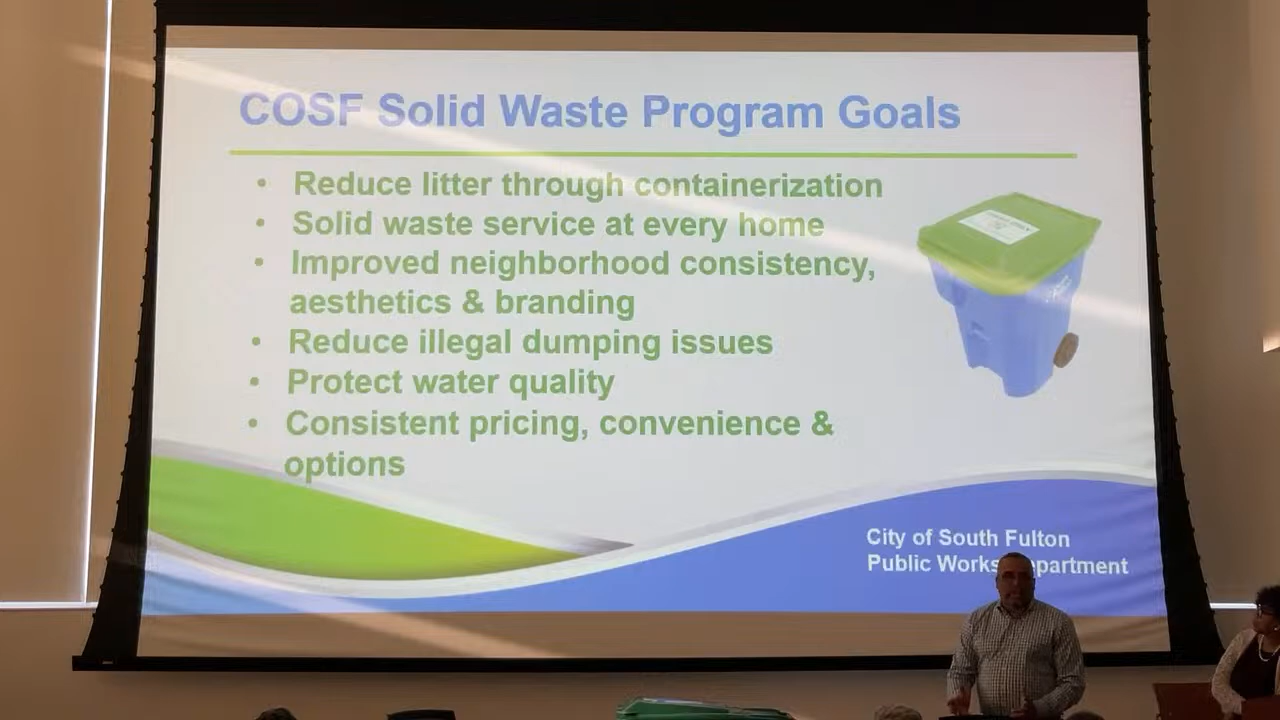 COSF Solid Waste Program Goals
• Reduce litter through containerization
• Solid waste service at every home
• Improved neighborhood consistency,
aesthetics & branding
• Reduce illegal dumping issues
• Protect water quality
• Consistent pricing, convenience &
options
City of South Fulton
Public Works partment